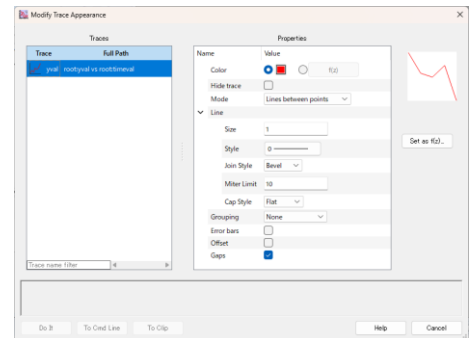 Modify Trace Appearance
Traces
Trace Full Path
yval root:yval vs root:timeval
Trace name filter
Properties
Name Value
Color f(z)
Hide trace
Mode Lines between points
Line
Size 1
Style 0
Join Style Bevel
Miter Limit 10
Cap Style Flat
Grouping None
Error bars
Offset
Gaps
Set as f(z)...
Do It To Cmd Line To Clip Help Cancel